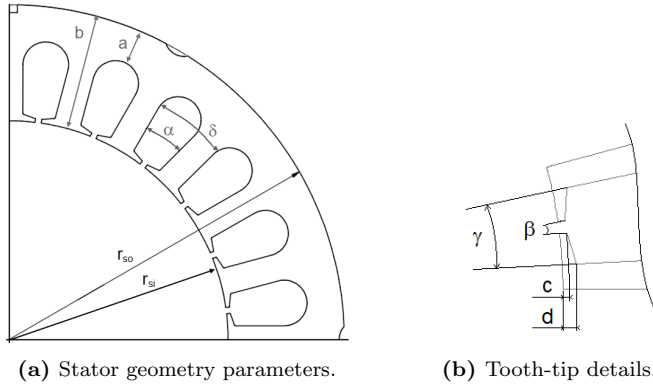 b
a
α
δ
r_so
r_si
(a) Stator geometry parameters.
γ
β
c
d
(b) Tooth-tip details.